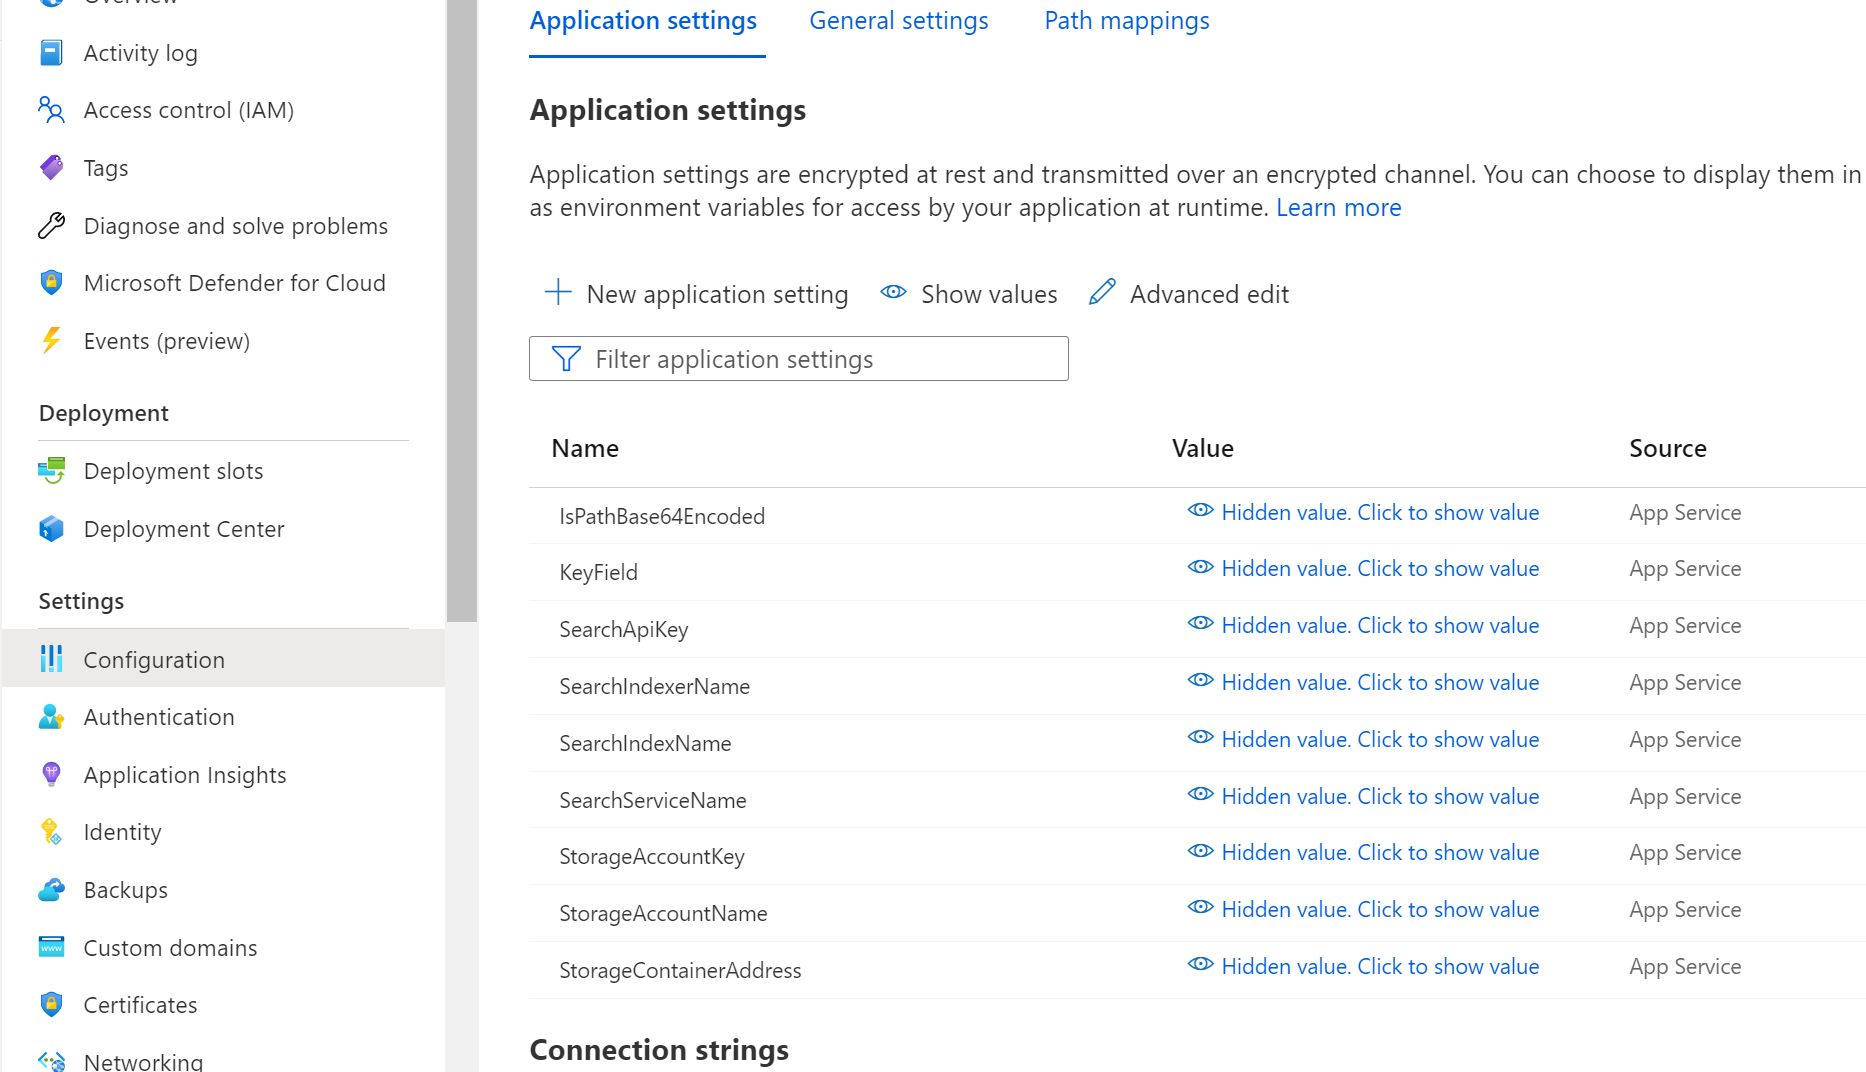 Overview
Activity log
Access control (IAM)
Tags
Diagnose and solve problems
Microsoft Defender for Cloud
Events (preview)
Deployment
Deployment slots
Deployment Center
Settings
Configuration
Authentication
Application Insights
Identity
Backups
www
Custom domains
Certificates
Networking
Application settings General settings Path mappings
Application settings
Application settings are encrypted at rest and transmitted over an encrypted channel. You can choose to display them in
as environment variables for access by your application at runtime. Learn more
New application setting Show values Advanced edit
Filter application settings
Name Value Source
IsPathBase64Encoded Hidden value. Click to show value App Service
KeyField Hidden value. Click to show value App Service
SearchApiKey Hidden value. Click to show value App Service
SearchIndexerName Hidden value. Click to show value App Service
SearchIndexName Hidden value. Click to show value App Service
SearchServiceName Hidden value. Click to show value App Service
StorageAccountKey Hidden value. Click to show value App Service
StorageAccountName Hidden value. Click to show value App Service
StorageContainerAddress Hidden value. Click to show value App Service
Connection strings